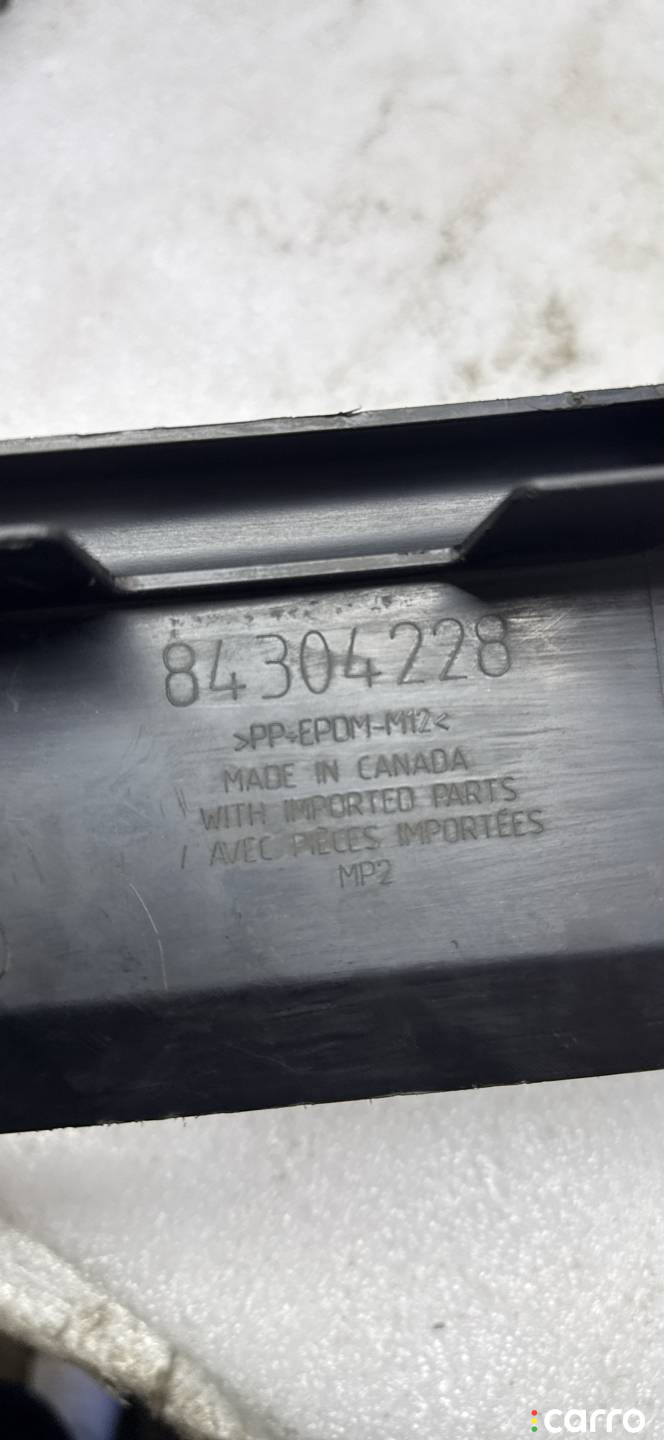 84304228
>PP+EPDM-M12<
MADE IN CANADA
WITH IMPORTED PARTS
/ AVEC PIÈCES IMPORTÉES
MP2
carro